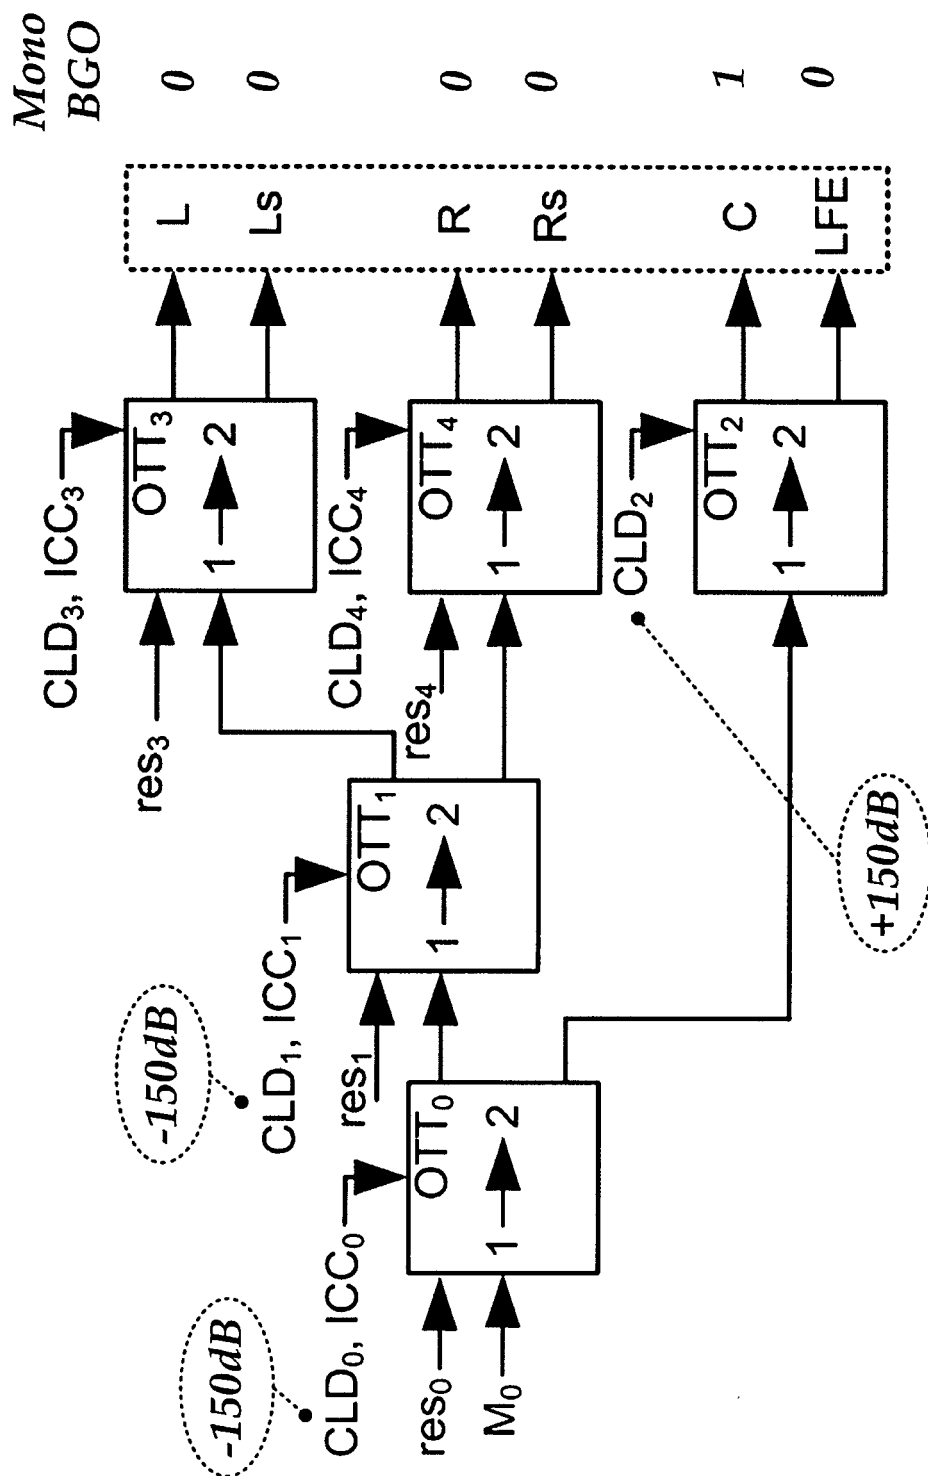 Mono
BGO
CLD₃, ICC₃
OTT₃
1 2
res₃
L
0
Ls
0
-150dB
CLD₁, ICC₁
OTT₁
1 2
res₁
CLD₄, ICC₄
OTT₄
1 2
res₄
R
0
Rs
0
-150dB
CLD₀, ICC₀
OTT₀
1 2
res₀
M₀
CLD₂
OTT₂
1 2
C
1
LFE
0
+150dB